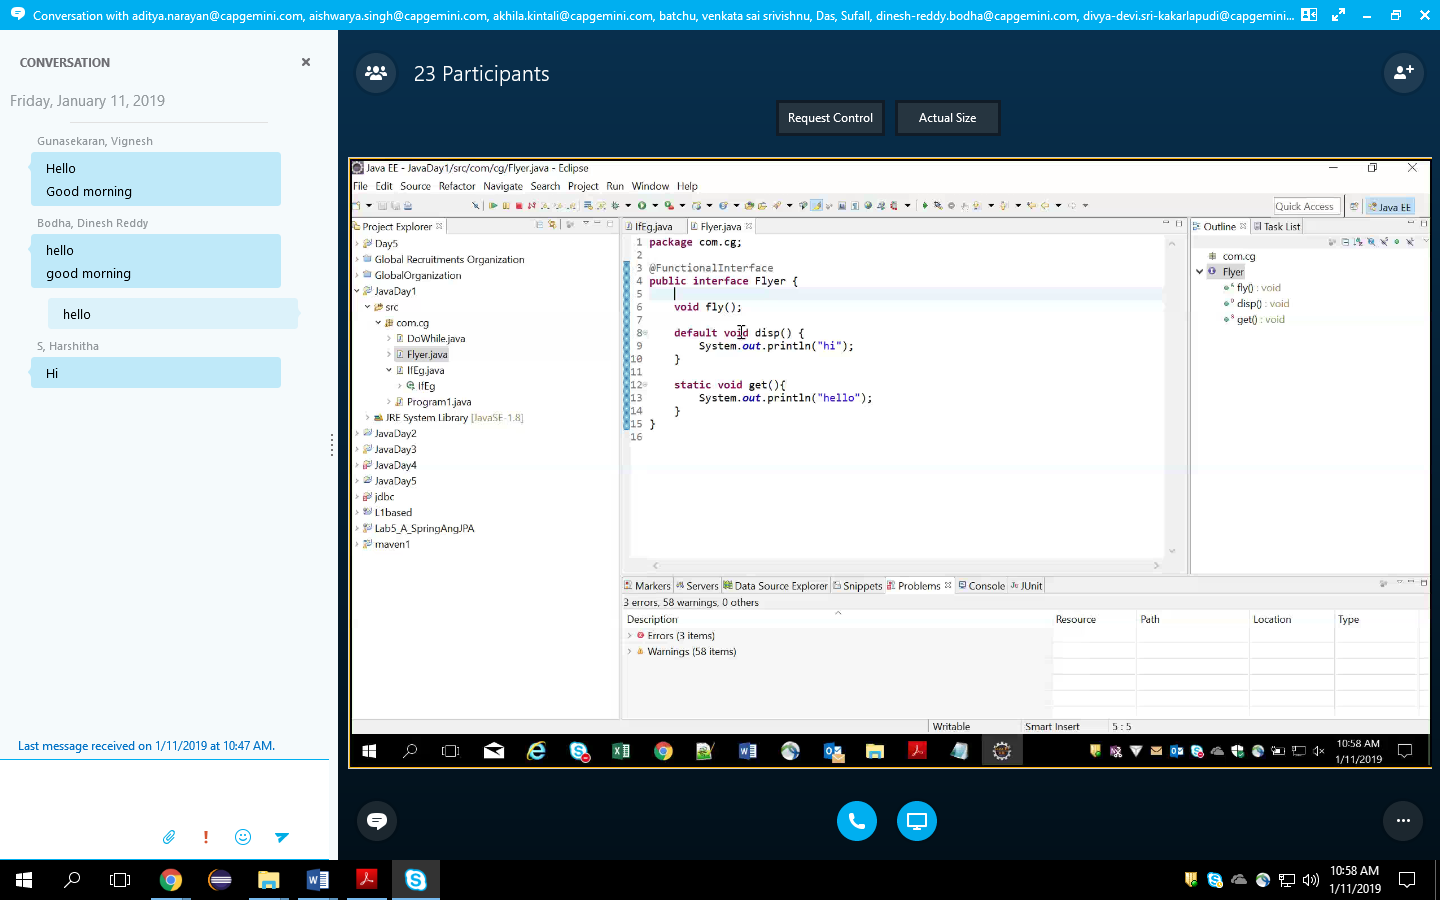 Conversation with aditya.narayan@capgemini.com, aishwarya.singh@capgemini.com, akhila.kintali@capgemini.com, batchu, venkata sai srivishnu, Das, Sufall, dinesh-reddy.bodha@capgemini.com, divya-devi.sri-kakarlapudi@capgemini...
CONVERSATION
Friday, January 11, 2019
Gunasekaran, Vignesh
Hello
Good morning
Bodha, Dinesh Reddy
hello
good morning
hello
S, Harshitha
Hi
Last message received on 1/11/2019 at 10:47 AM.
23 Participants
Request Control
Actual Size
Java EE - JavaDay1/src/com/cg/Flyer.java - Eclipse
File Edit Source Refactor Navigate Search Project Run Window Help
Quick Access
Java EE
Project Explorer
Day5
Global Recruitments Organization
GlobalOrganization
JavaDay1
src
com.cg
DoWhile.java
Flyer.java
IfEg.java
IfEg
Program1.java
JRE System Library [JavaSE-1.8]
JavaDay2
JavaDay3
JavaDay4
JavaDay5
jdbc
L1based
Lab5_A_SpringAngJPA
maven1
IfEg.java
Flyer.java
1 package com.cg;
2
3 @FunctionalInterface
4 public interface Flyer {
5
6 void fly();
7
8 default void disp() {
9 System.out.println("hi");
10 }
11
12 static void get(){
13 System.out.println("hello");
14 }
15 }
16
Outline
Task List
com.cg
Flyer
fly() : void
disp() : void
get() : void
Markers Servers Data Source Explorer Snippets Problems Console JUnit
3 errors, 58 warnings, 0 others
Description Resource Path Location Type
Errors (3 items)
Warnings (58 items)
Writable Smart Insert 5 : 5
10:58 AM
1/11/2019
10:58 AM
1/11/2019